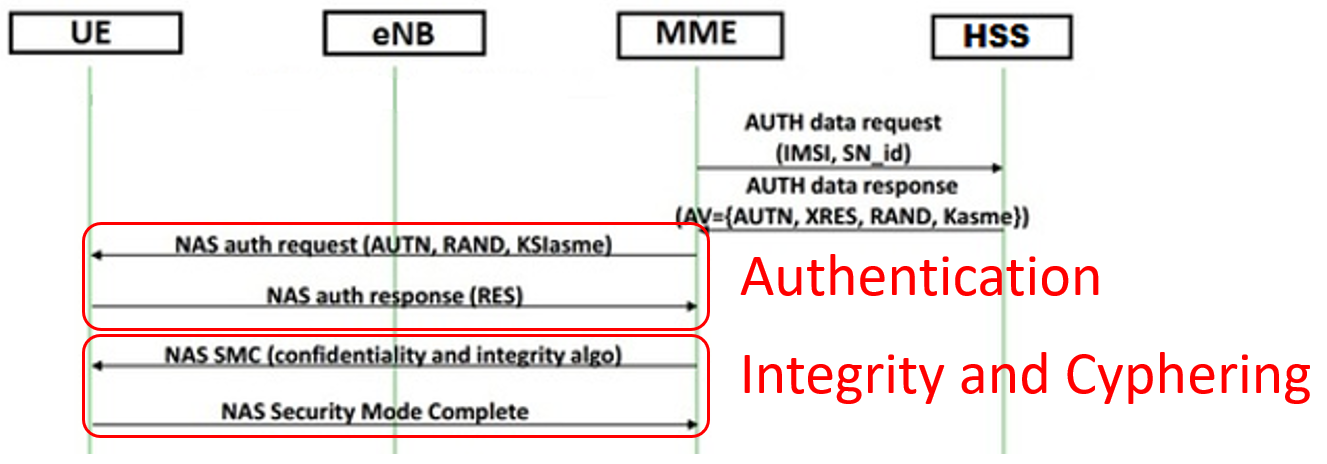 UE
eNB
MME
HSS
AUTH data request
(IMSI, SN_id)
AUTH data response
(AV={AUTN, XRES, RAND, Kasme})
NAS auth request (AUTN, RAND, KSIasme)
NAS auth response (RES)
Authentication
NAS SMC (confidentiality and integrity algo)
NAS Security Mode Complete
Integrity and Cyphering